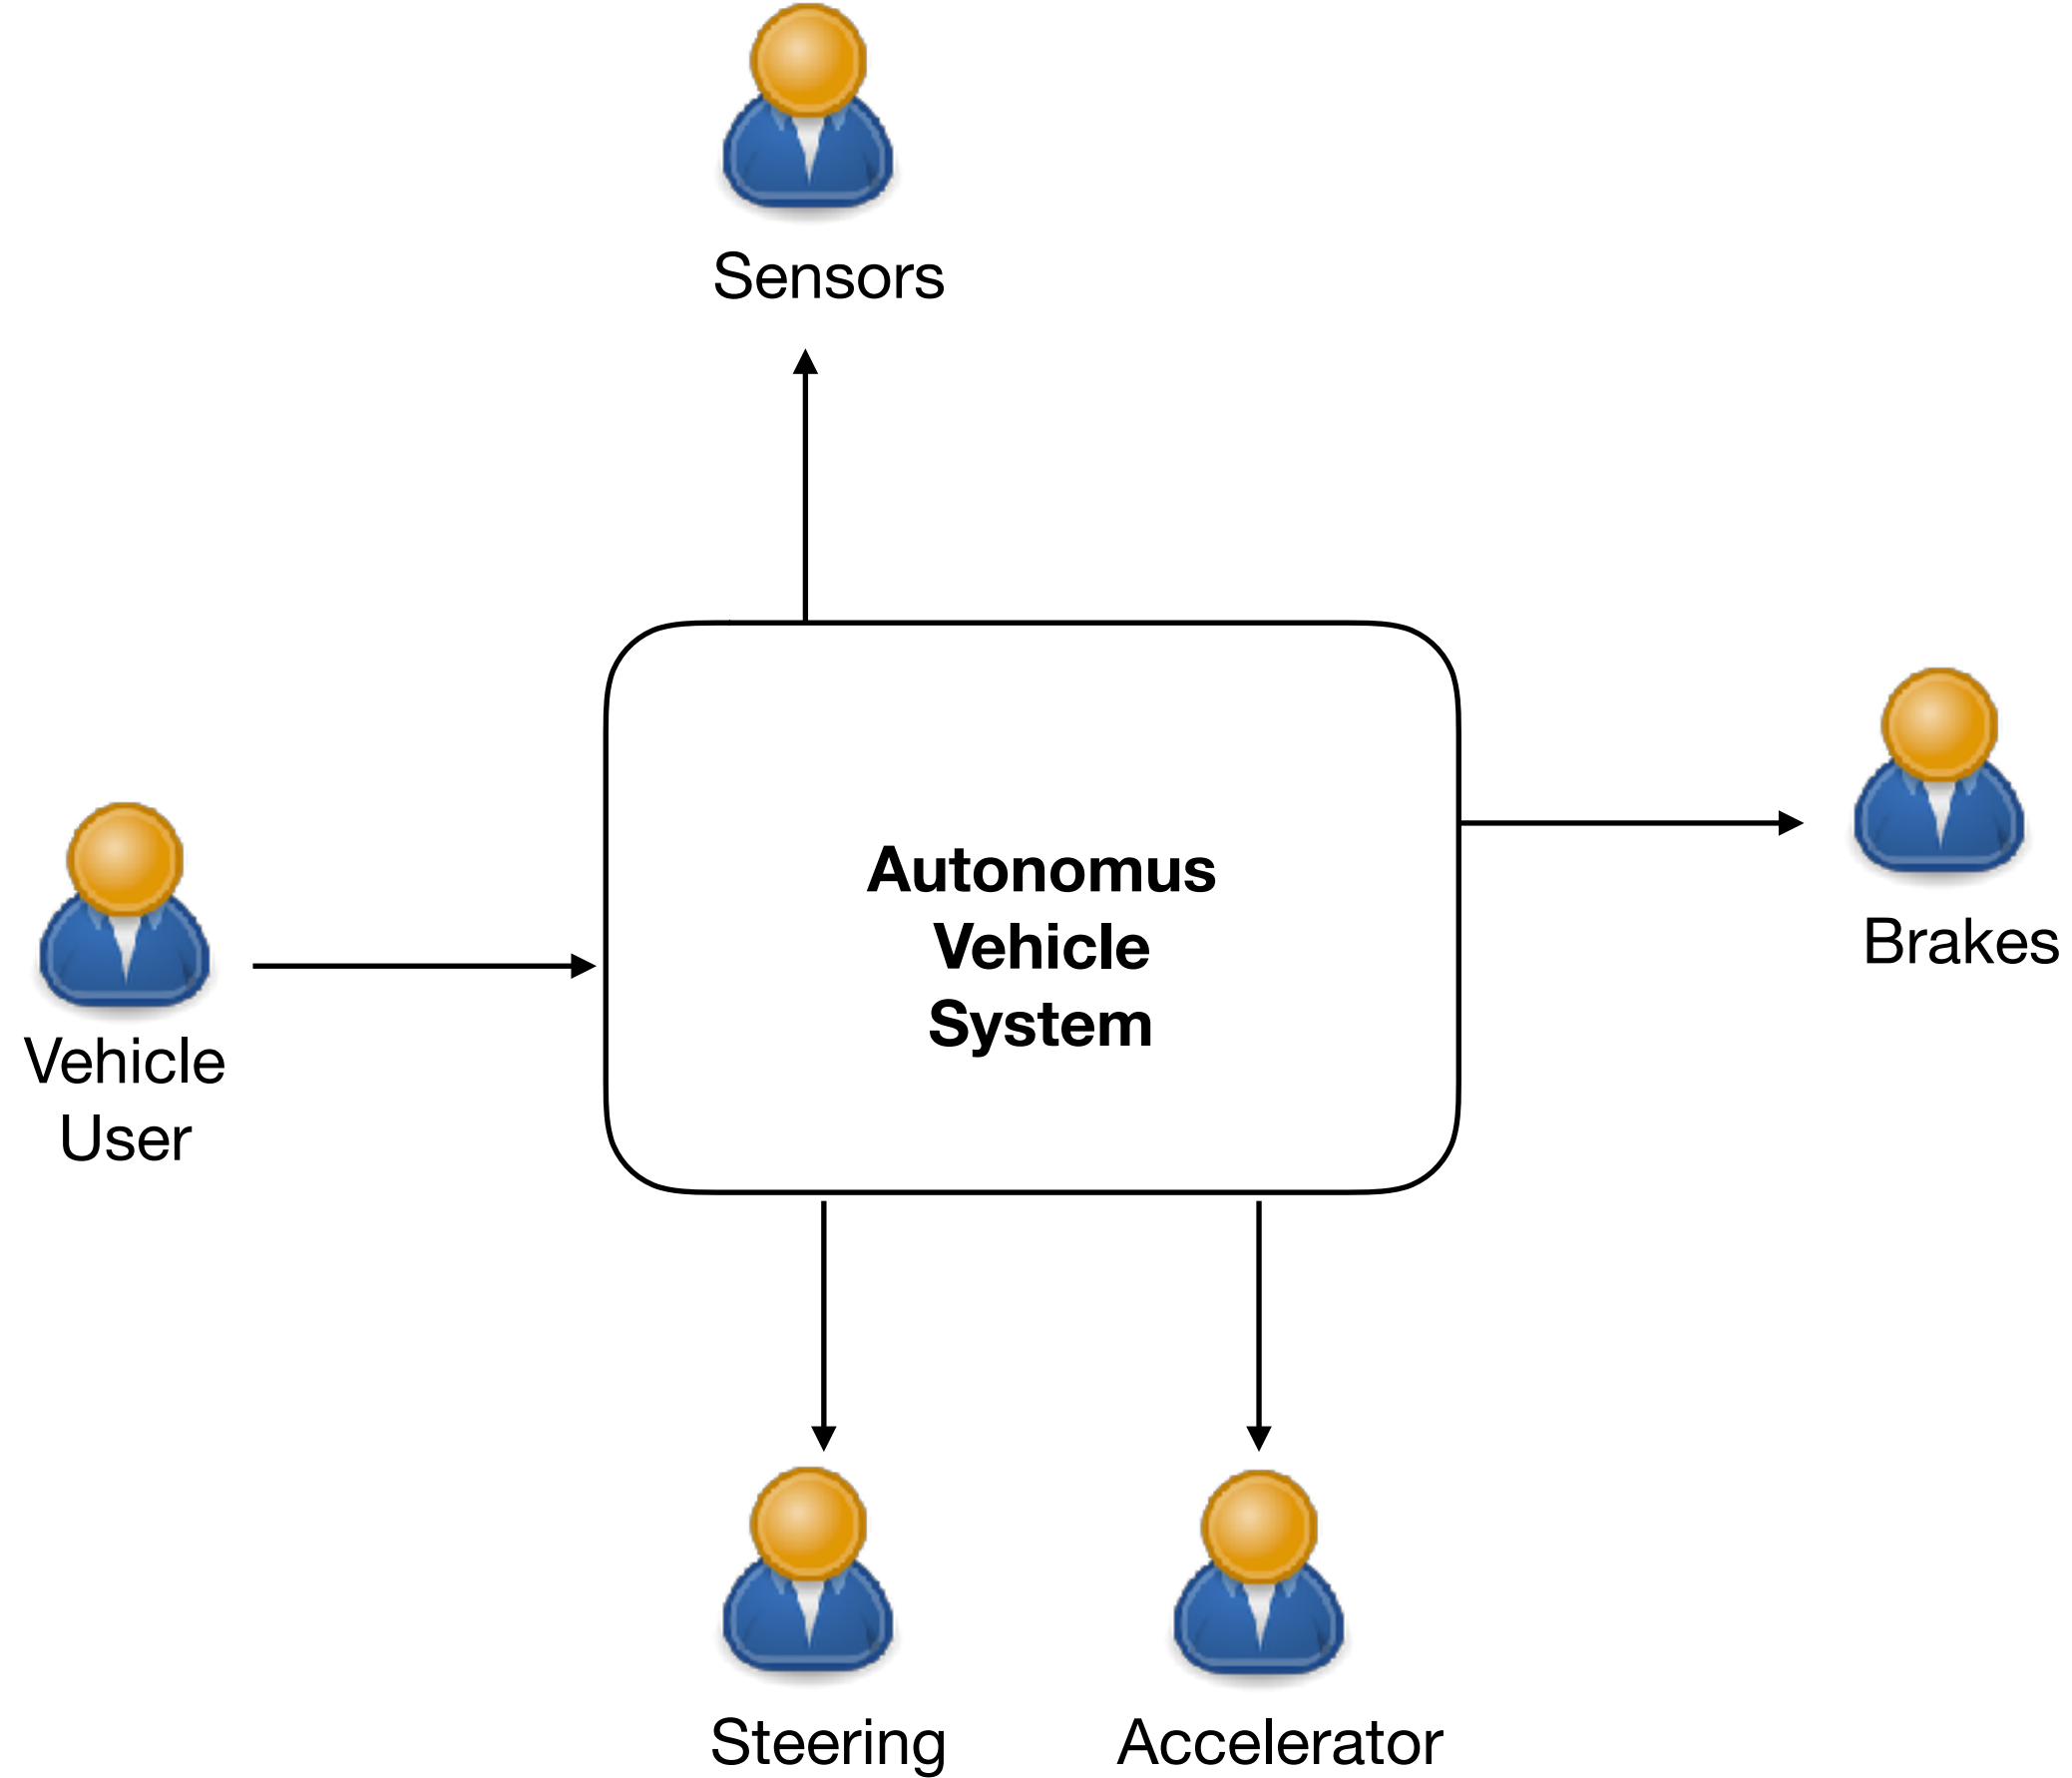 Sensors
Autonomus
Vehicle
System
Brakes
Vehicle
User
Steering
Accelerator